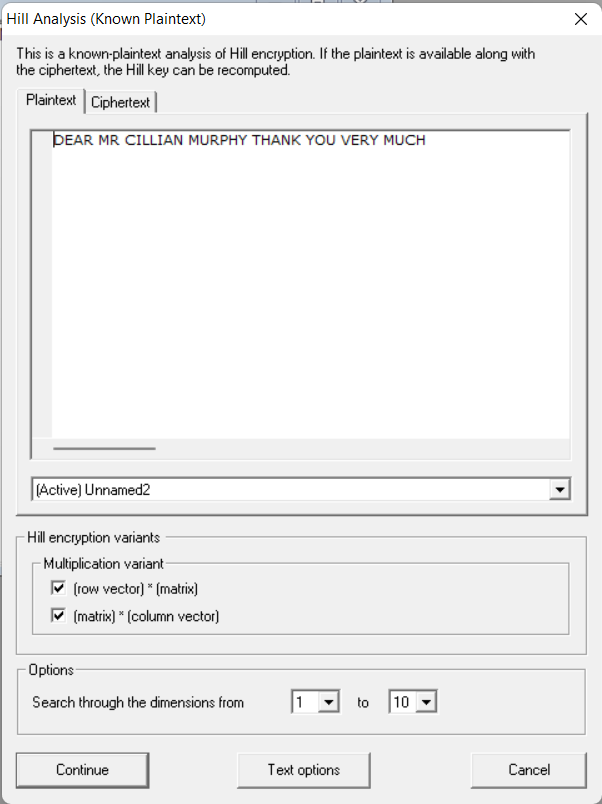 Hill Analysis (Known Plaintext)
This is a known-plaintext analysis of Hill encryption. If the plaintext is available along with
the ciphertext, the Hill key can be recomputed.
Plaintext Ciphertext
DEAR MR CILLIAN MURPHY THANK YOU VERY MUCH
(Active) Unnamed2
Hill encryption variants
Multiplication variant
(row vector) * (matrix)
(matrix) * (column vector)
Options
Search through the dimensions from 1 to 10
Continue Text options Cancel